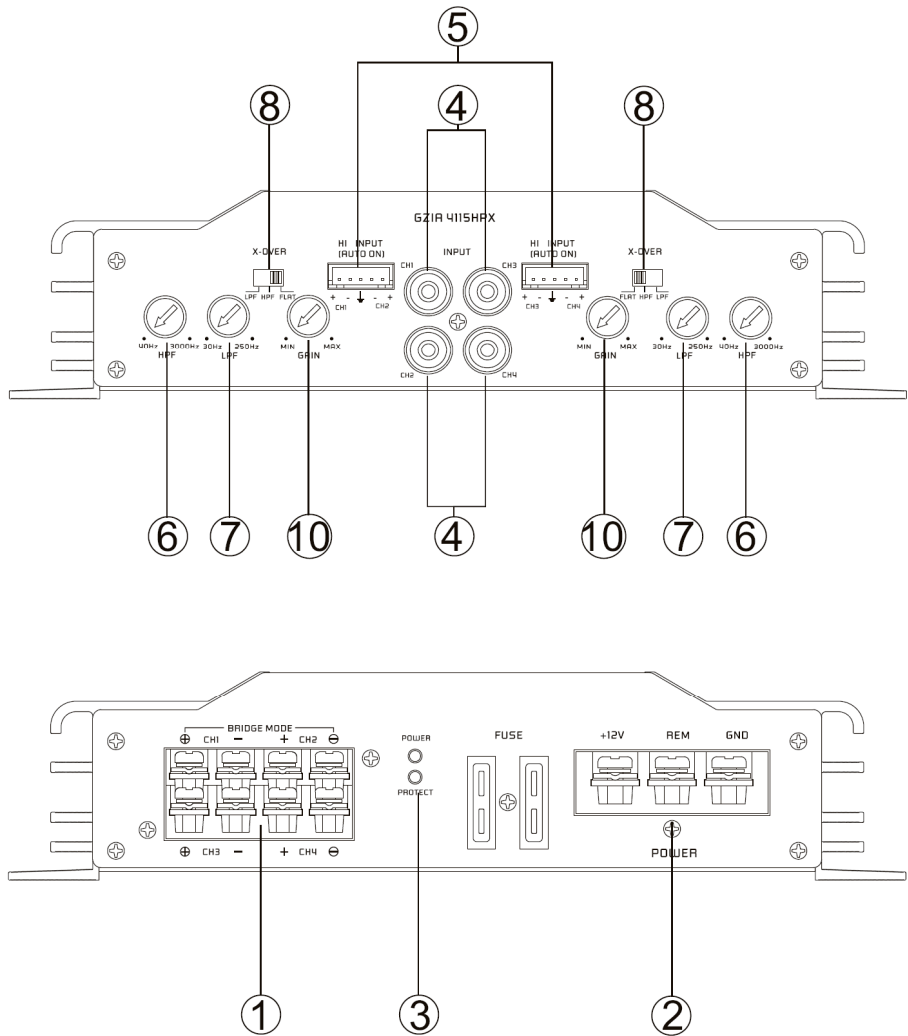 5
8 4 8
GZIA 4115HPX
X-OVER HI INPUT (AUTO ON) INPUT HI INPUT (AUTO ON) X-OVER
CH1 CH3
LPF HPF FLAT + - - + + - - + FLAT HPF LPF
CH1 CH2 CH3 CH4
40Hz 3000Hz 30Hz 250Hz MIN MAX CH2 CH4 MIN MAX 30Hz 250Hz 40Hz 3000Hz
HPF LPF GAIN GAIN LPF HPF
6 7 10 4 10 7 6
BRIDGE MODE
⊕ CH1 - + CH2 ⊖ POWER FUSE +12V REM GND
PROTECT
⊕ CH3 - + CH4 ⊖ POWER
1 3 2